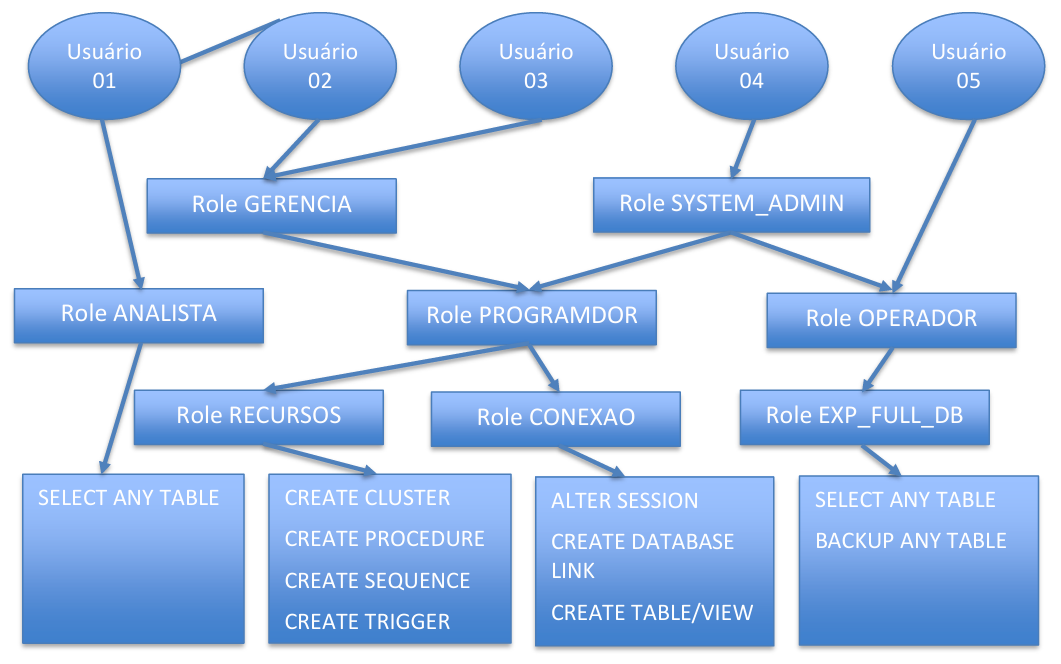 Usuário
01
Usuário
02
Usuário
03
Usuário
04
Usuário
05
Role GERENCIA
Role SYSTEM_ADMIN
Role ANALISTA
Role PROGRAMDOR
Role OPERADOR
Role RECURSOS
Role CONEXAO
Role EXP_FULL_DB
SELECT ANY TABLE
CREATE CLUSTER
CREATE PROCEDURE
CREATE SEQUENCE
CREATE TRIGGER
ALTER SESSION
CREATE DATABASE
LINK
CREATE TABLE/VIEW
SELECT ANY TABLE
BACKUP ANY TABLE